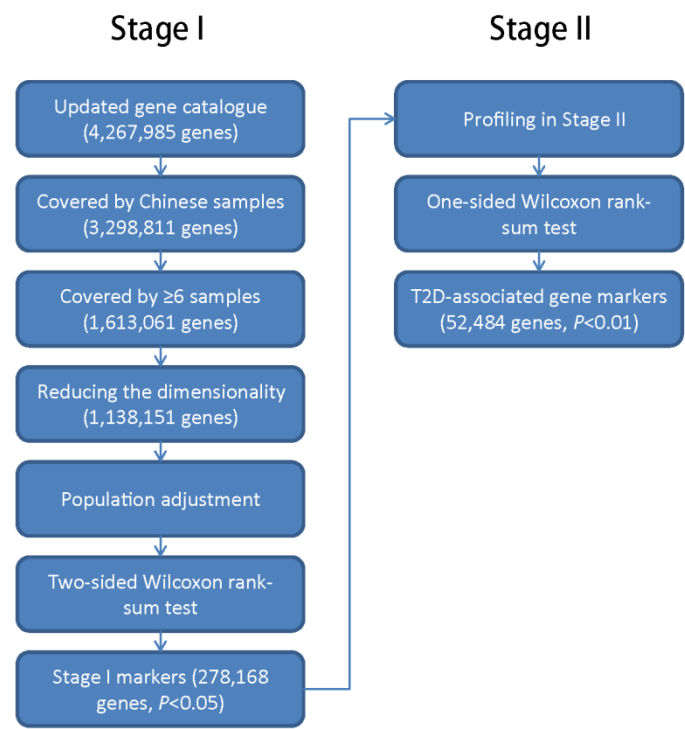 Stage I
Updated gene catalogue
(4,267,985 genes)
Covered by Chinese samples
(3,298,811 genes)
Covered by ≥6 samples
(1,613,061 genes)
Reducing the dimensionality
(1,138,151 genes)
Population adjustment
Two-sided Wilcoxon rank-
sum test
Stage I markers (278,168
genes, P<0.05)
Stage II
Profiling in Stage II
One-sided Wilcoxon rank-
sum test
T2D-associated gene markers
(52,484 genes, P<0.01)